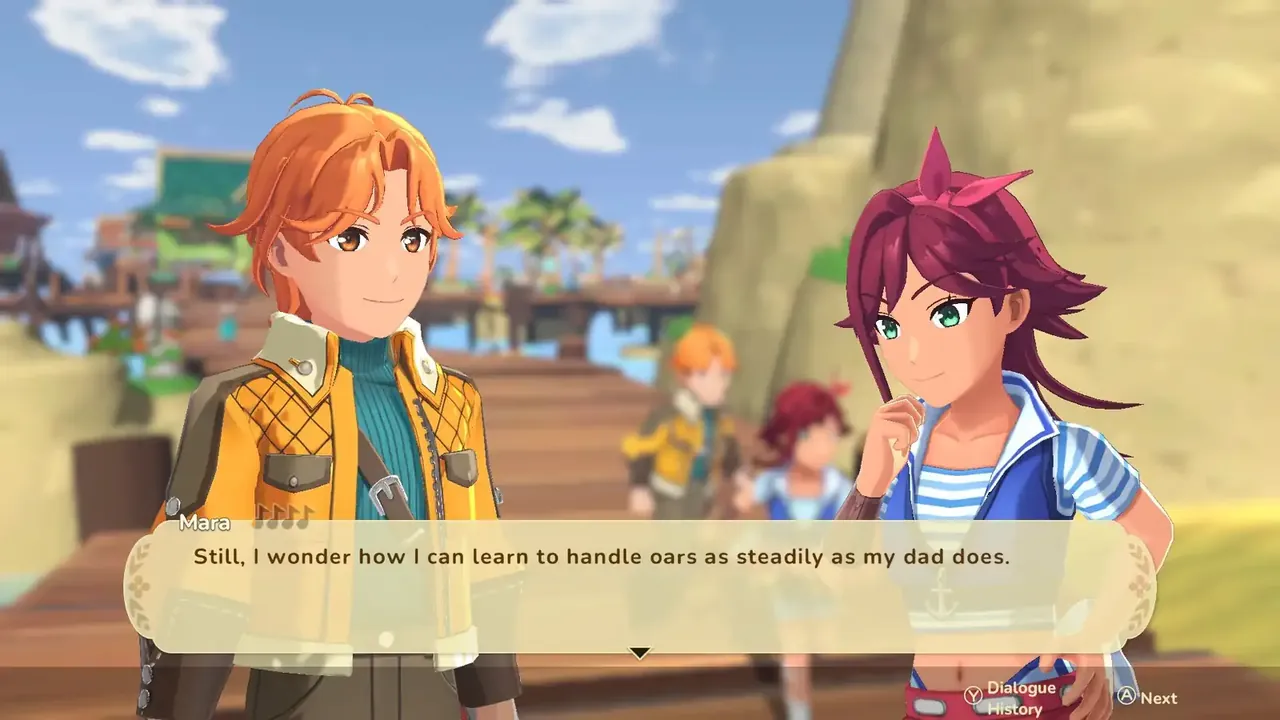 Mara
Still, I wonder how I can learn to handle oars as steadily as my dad does.
Y Dialogue
History
A Next